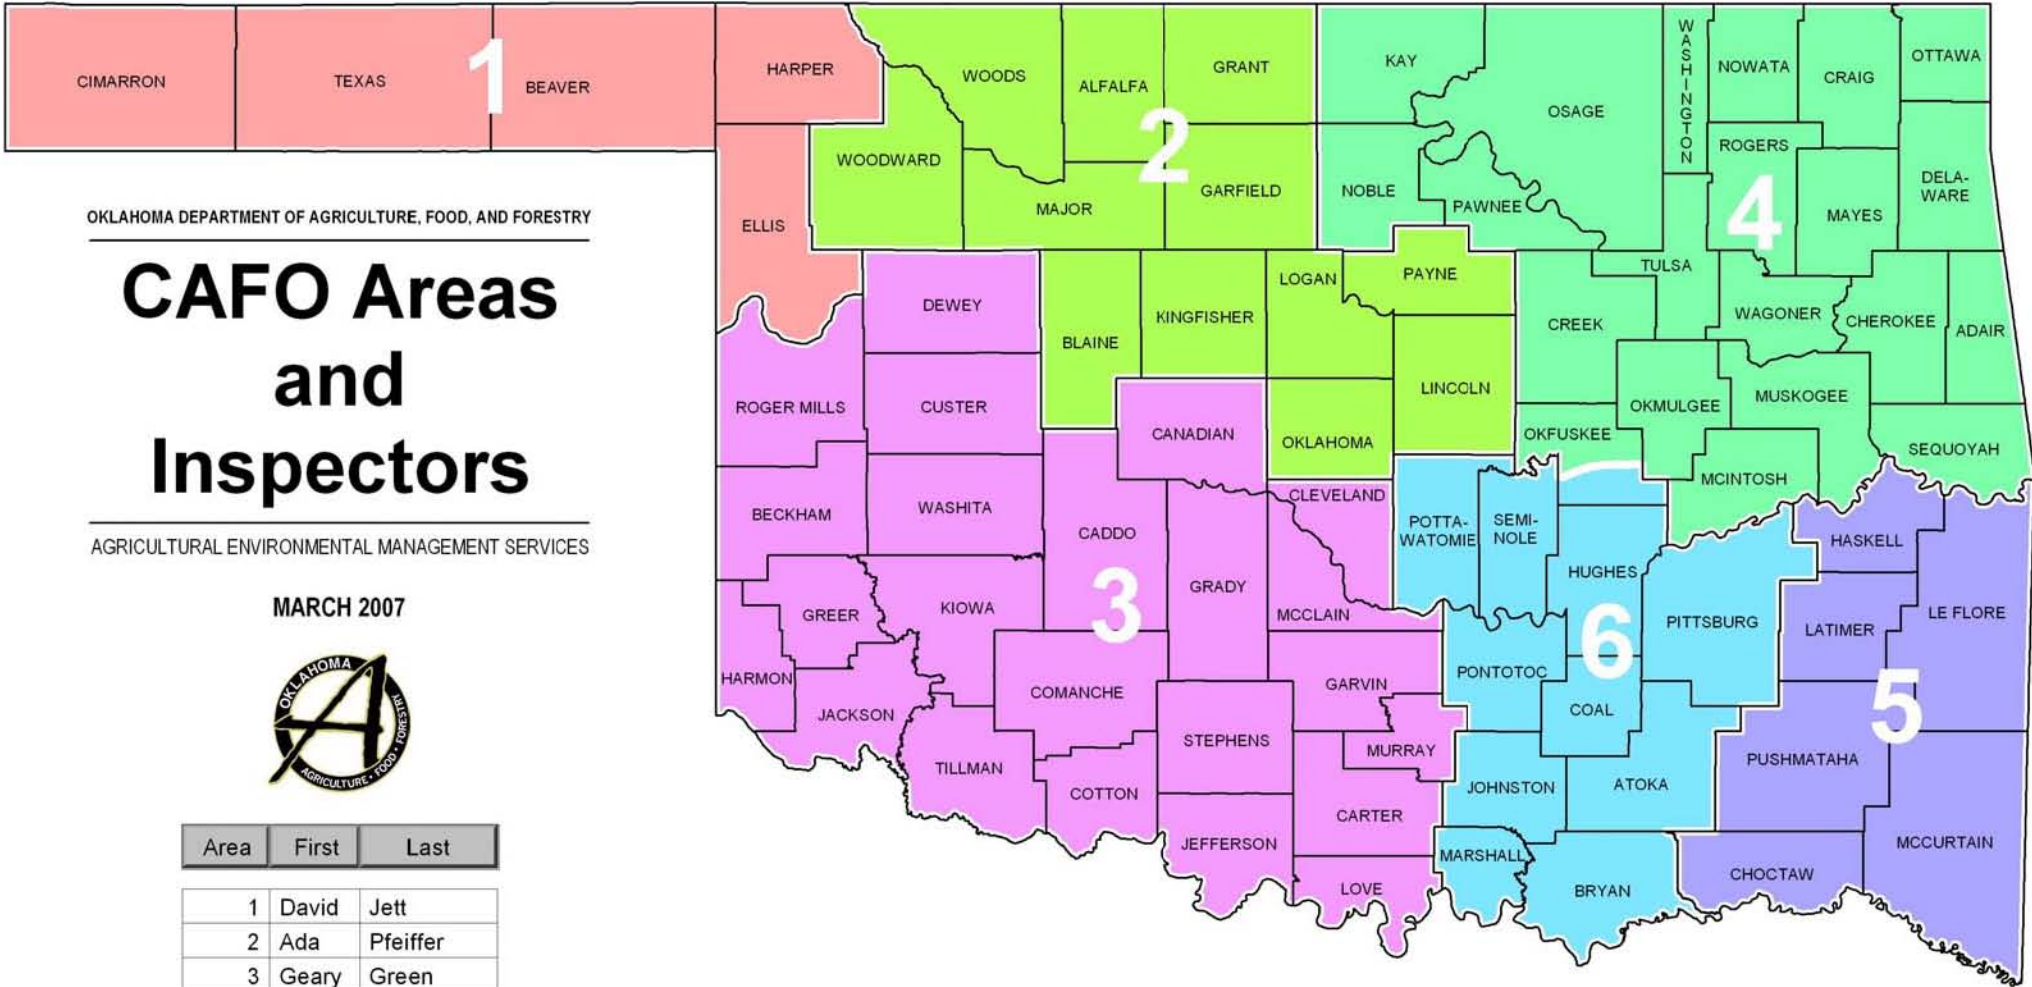 CIMARRON
TEXAS
1
BEAVER
HARPER
WOODS
ALFALFA
GRANT
KAY
OSAGE
WASHINGTON
NOWATA
CRAIG
OTTAWA
2
WOODWARD
MAJOR
GARFIELD
NOBLE
PAWNEE
ROGERS
4
MAYES
DELA-
WARE
ELLIS
OKLAHOMA DEPARTMENT OF AGRICULTURE, FOOD, AND FORESTRY
CAFO Areas
and
Inspectors
AGRICULTURAL ENVIRONMENTAL MANAGEMENT SERVICES
MARCH 2007
OKLAHOMA
A
AGRICULTURE • FOOD • FORESTRY
DEWEY
BLAINE
KINGFISHER
LOGAN
PAYNE
TULSA
CREEK
WAGONER
CHEROKEE
ADAIR
ROGER MILLS
CUSTER
CANADIAN
OKLAHOMA
LINCOLN
OKMULGEE
MUSKOGEE
OKFUSKEE
MCINTOSH
SEQUOYAH
BECKHAM
WASHITA
CADDO
CLEVELAND
POTTA-
WATOMIE
SEMI-
NOLE
HASKELL
HUGHES
GREER
KIOWA
3
GRADY
MCCLAIN
6
PITTSBURG
LATIMER
LE FLORE
HARMON
JACKSON
COMANCHE
GARVIN
PONTOTOC
COAL
5
TILLMAN
STEPHENS
MURRAY
PUSHMATAHA
COTTON
CARTER
JOHNSTON
ATOKA
JEFFERSON
MARSHALL
MCCURTAIN
LOVE
BRYAN
CHOCTAW
Area First Last
1 David Jett
2 Ada Pfeiffer
3 Geary Green